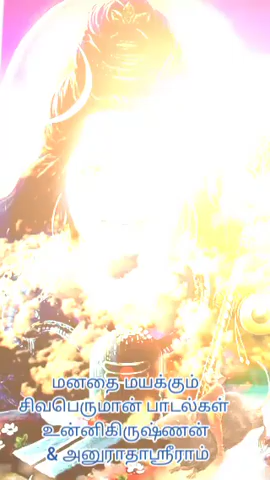 மனதை மயக்கும்
சிவபெருமான் பாடல்கள்
உன்னிகிருஷ்ணன்
& அனுராதாஸ்ரீராம்